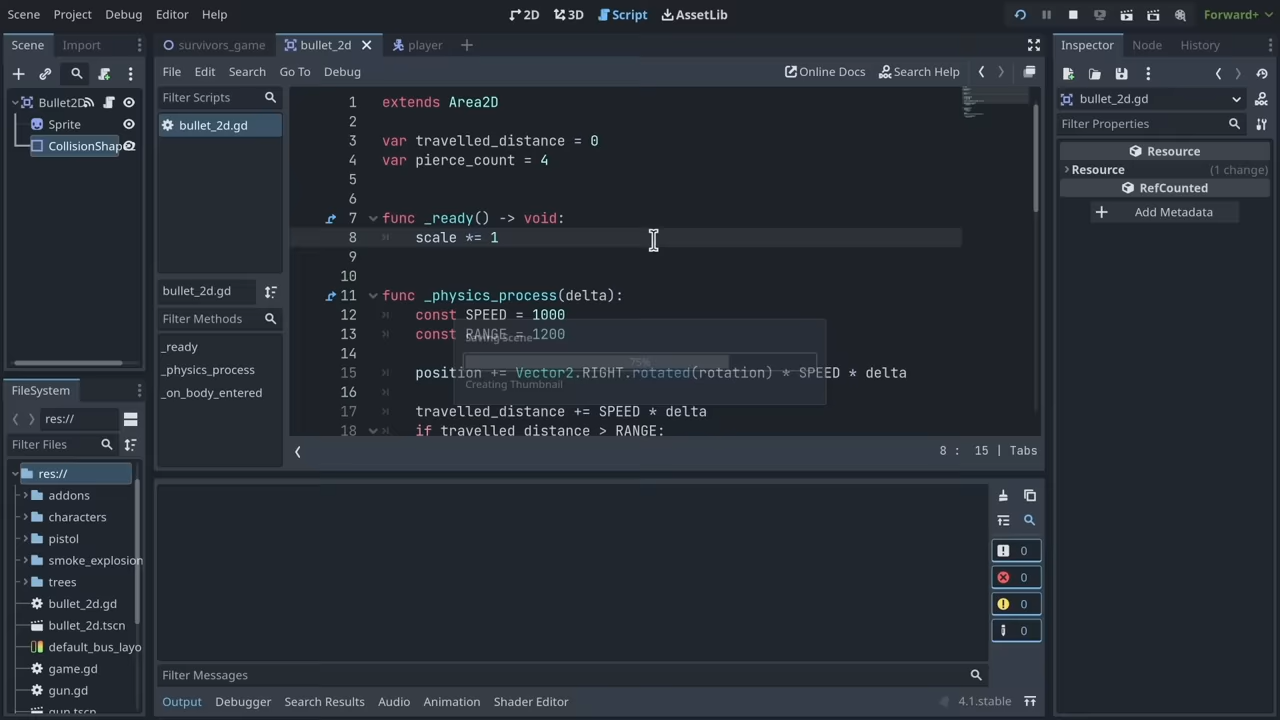 Scene Project Debug Editor Help
2D 3D Script AssetLib
Forward+
Scene Import
survivors_game bullet_2d player
Inspector Node History
File Edit Search Go To Debug
Online Docs Search Help
bullet_2d.gd
Filter Properties
Resource
Resource (1 change)
RefCounted
Add Metadata
Bullet2D
Sprite
CollisionShap
Filter Scripts
bullet_2d.gd
bullet_2d.gd
Filter Methods
_ready
_physics_process
_on_body_entered
1 extends Area2D
2
3 var travelled_distance = 0
4 var pierce_count = 4
5
6
7 func _ready() -> void:
8 scale *= 1
9
10
11 func _physics_process(delta):
12 const SPEED = 1000
13 const RANGE = 1200
14
15 position += Vector2.RIGHT.rotated(rotation) * SPEED * delta
16
17 travelled_distance += SPEED * delta
18 if travelled_distance > RANGE:
Saving Scene
75%
Creating Thumbnail
8 : 15 | Tabs
FileSystem
res://
Filter Files
res://
addons
characters
pistol
smoke_explosion
trees
bullet_2d.gd
bullet_2d.tscn
default_bus_layo
game.gd
gun.gd
gun.tscn
0
0
0
0
Filter Messages
Output Debugger Search Results Audio Animation Shader Editor
4.1.stable